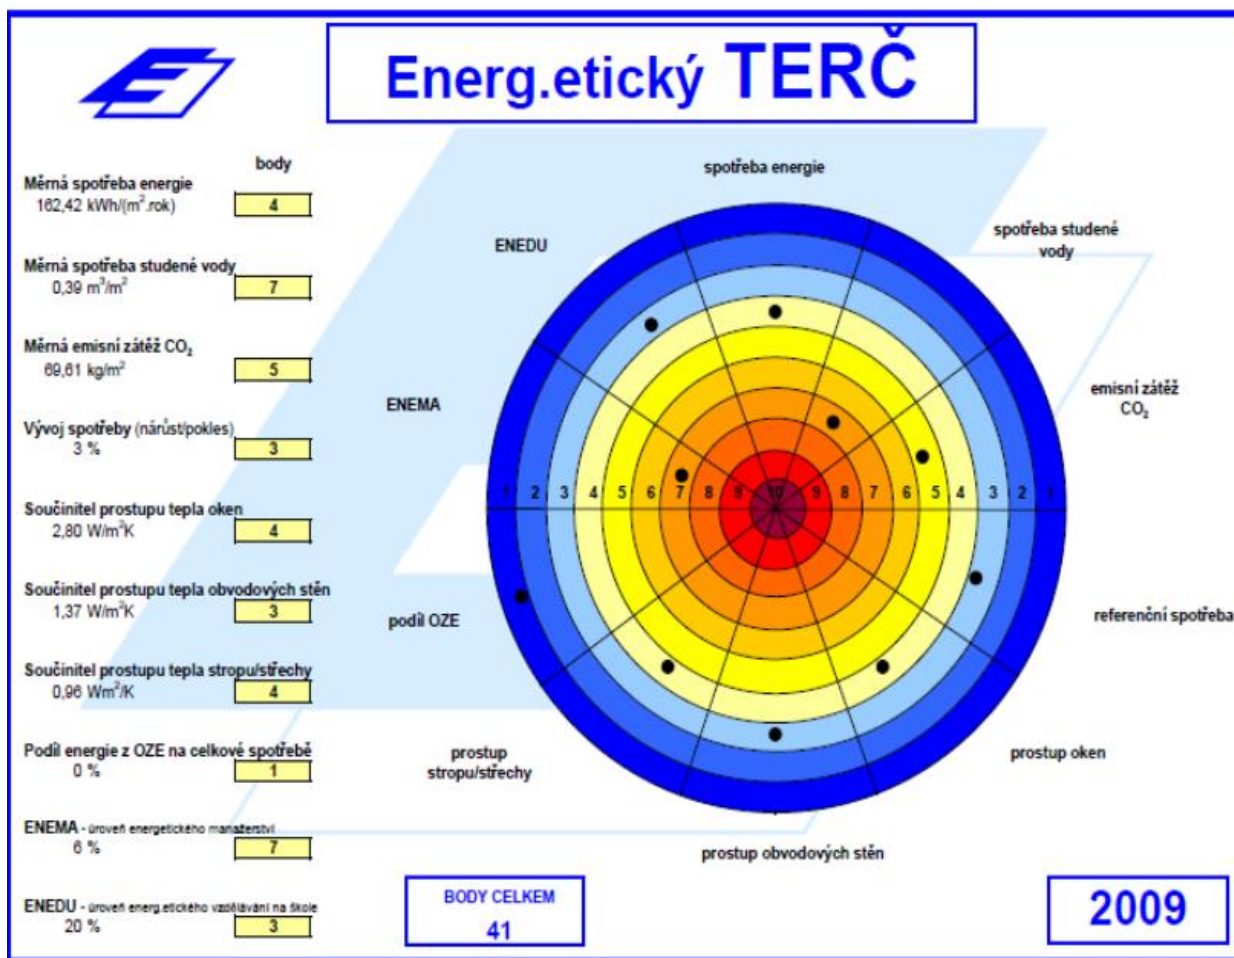 Energ.etický TERČ
body
Měrná spotřeba energie
162,42 kWh/(m².rok)
4
Měrná spotřeba studené vody
0,39 m³/m²
7
Měrná emisní zátěž CO₂
69,61 kg/m²
5
Vývoj spotřeby (nárůst/pokles)
3 %
3
Součinitel prostupu tepla oken
2,80 W/m²K
4
Součinitel prostupu tepla obvodových stěn
1,37 W/m²K
3
Součinitel prostupu tepla stropu/střechy
0,96 Wm²/K
4
Podíl energie z OZE na celkové spotřebě
0 %
1
ENEMA - úroveň energetického manažerství
6 %
7
ENEDU - úroveň energ.etického vzdělávání na škole
20 %
3
spotřeba energie
ENEDU
spotřeba studené
vody
ENEMA
emisní zátěž
CO₂
1 2 3 4 5 6 7 8 9 10 9 8 7 6 5 4 3 2 1
podíl OZE
referenční spotřeba
prostup
stropu/střechy
prostup oken
prostup obvodových stěn
BODY CELKEM
41
2009